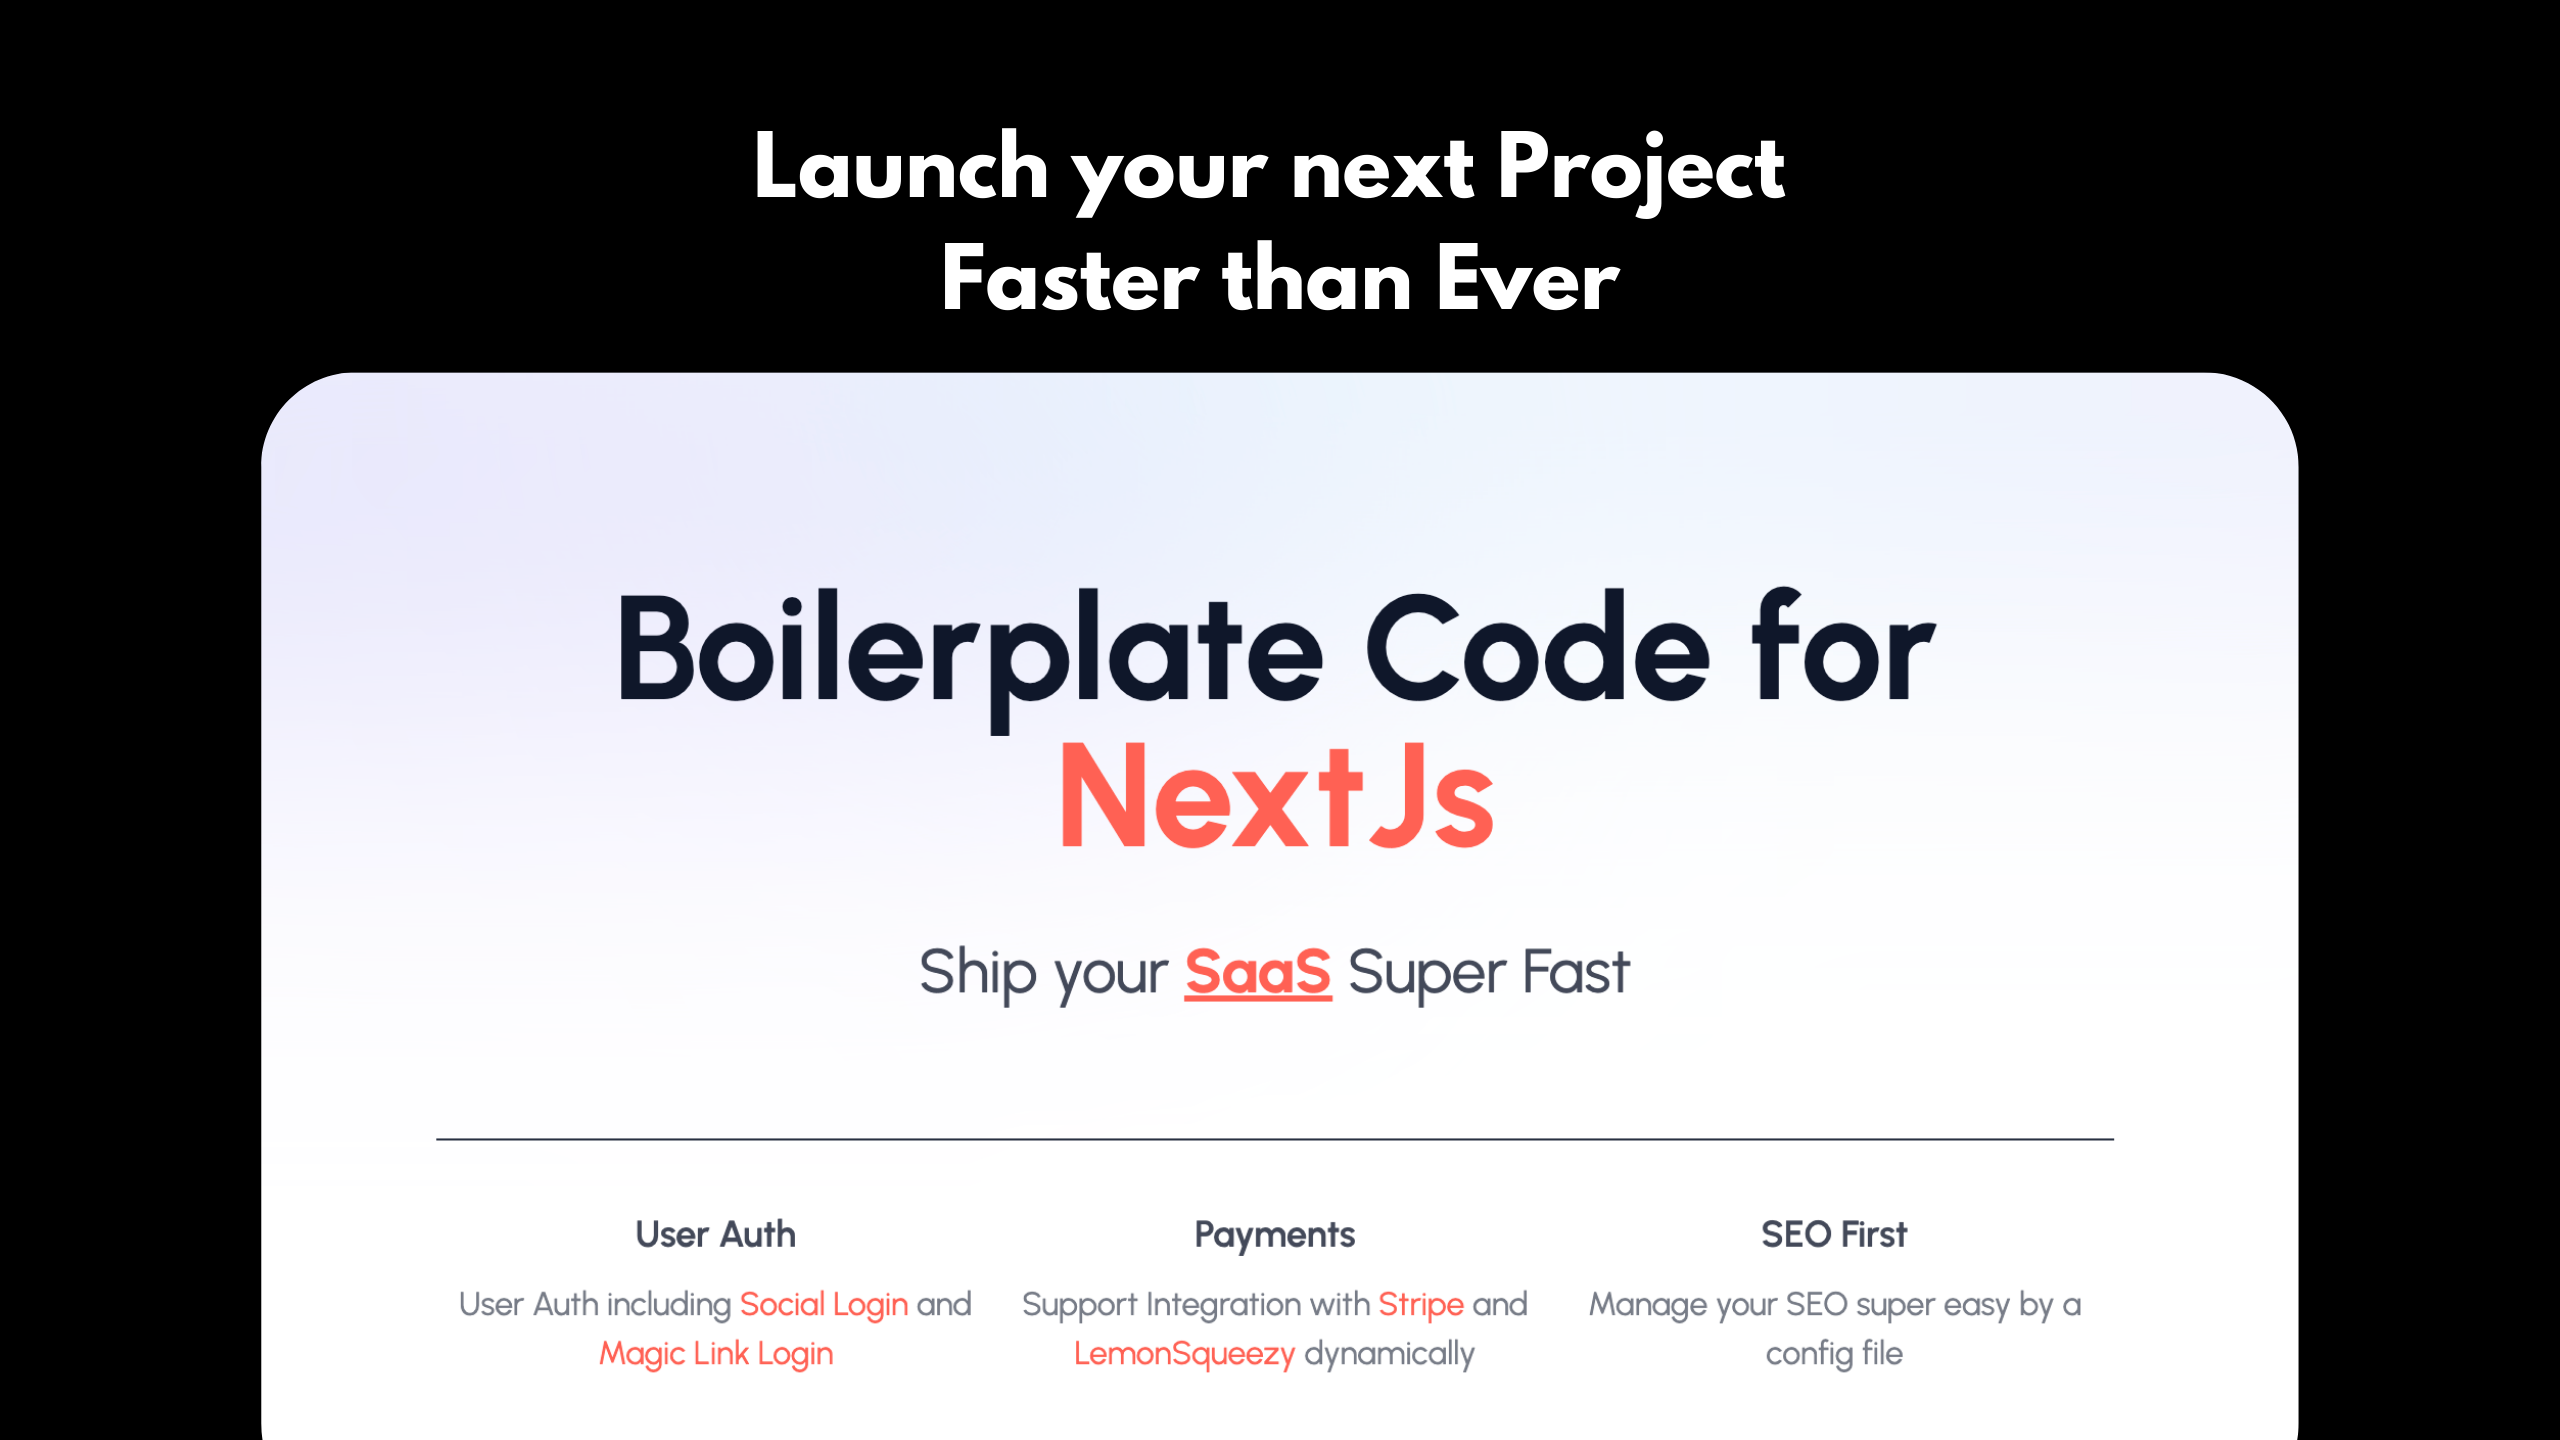 Launch your next Project
Faster than Ever
Boilerplate Code for
NextJs
Ship your SaaS Super Fast
User Auth
User Auth including Social Login and
Magic Link Login
Payments
Support Integration with Stripe and
LemonSqueezy dynamically
SEO First
Manage your SEO super easy by a
config file